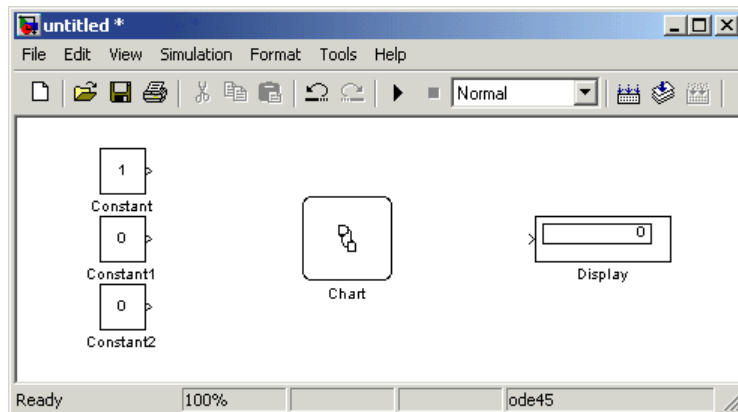 untitled *
File Edit View Simulation Format Tools Help
Normal
1
Constant
0
Constant1
0
Constant2
Chart
0
Display
Ready 100% ode45